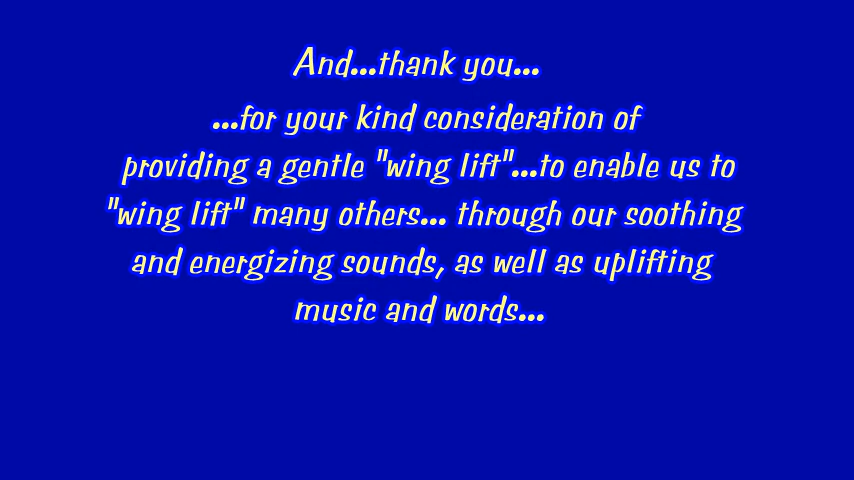 And...thank you...
...for your kind consideration of
providing a gentle "wing lift"...to enable us to
"wing lift" many others... through our soothing
and energizing sounds, as well as uplifting
music and words...